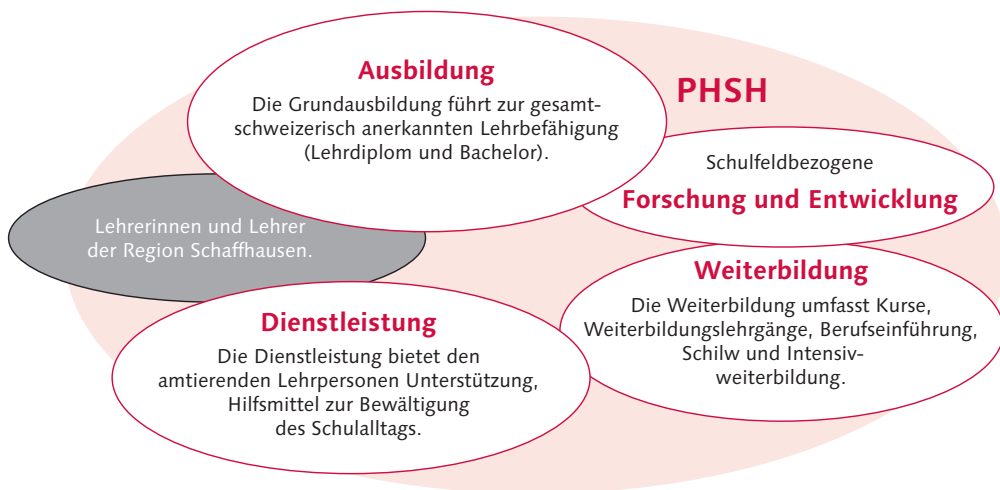 Ausbildung
Die Grundausbildung führt zur gesamt-
schweizerisch anerkannten Lehrbefähigung
(Lehrdiplom und Bachelor).
PHSH
Schulfeldbezogene
Forschung und Entwicklung
Lehrerinnen und Lehrer
der Region Schaffhausen.
Weiterbildung
Die Weiterbildung umfasst Kurse,
Weiterbildungslehrgänge, Berufseinführung,
Schilw und Intensiv-
weiterbildung.
Dienstleistung
Die Dienstleistung bietet den
amtierenden Lehrpersonen Unterstützung,
Hilfsmittel zur Bewältigung
des Schulalltags.